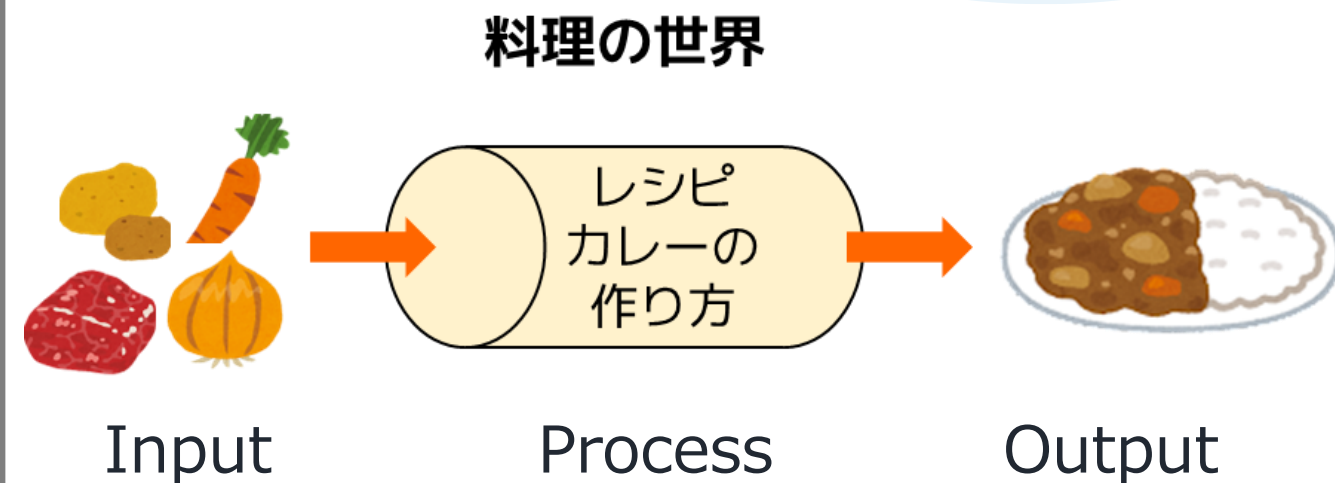 料理の世界
レシピ
カレーの
作り方
Input
Process
Output